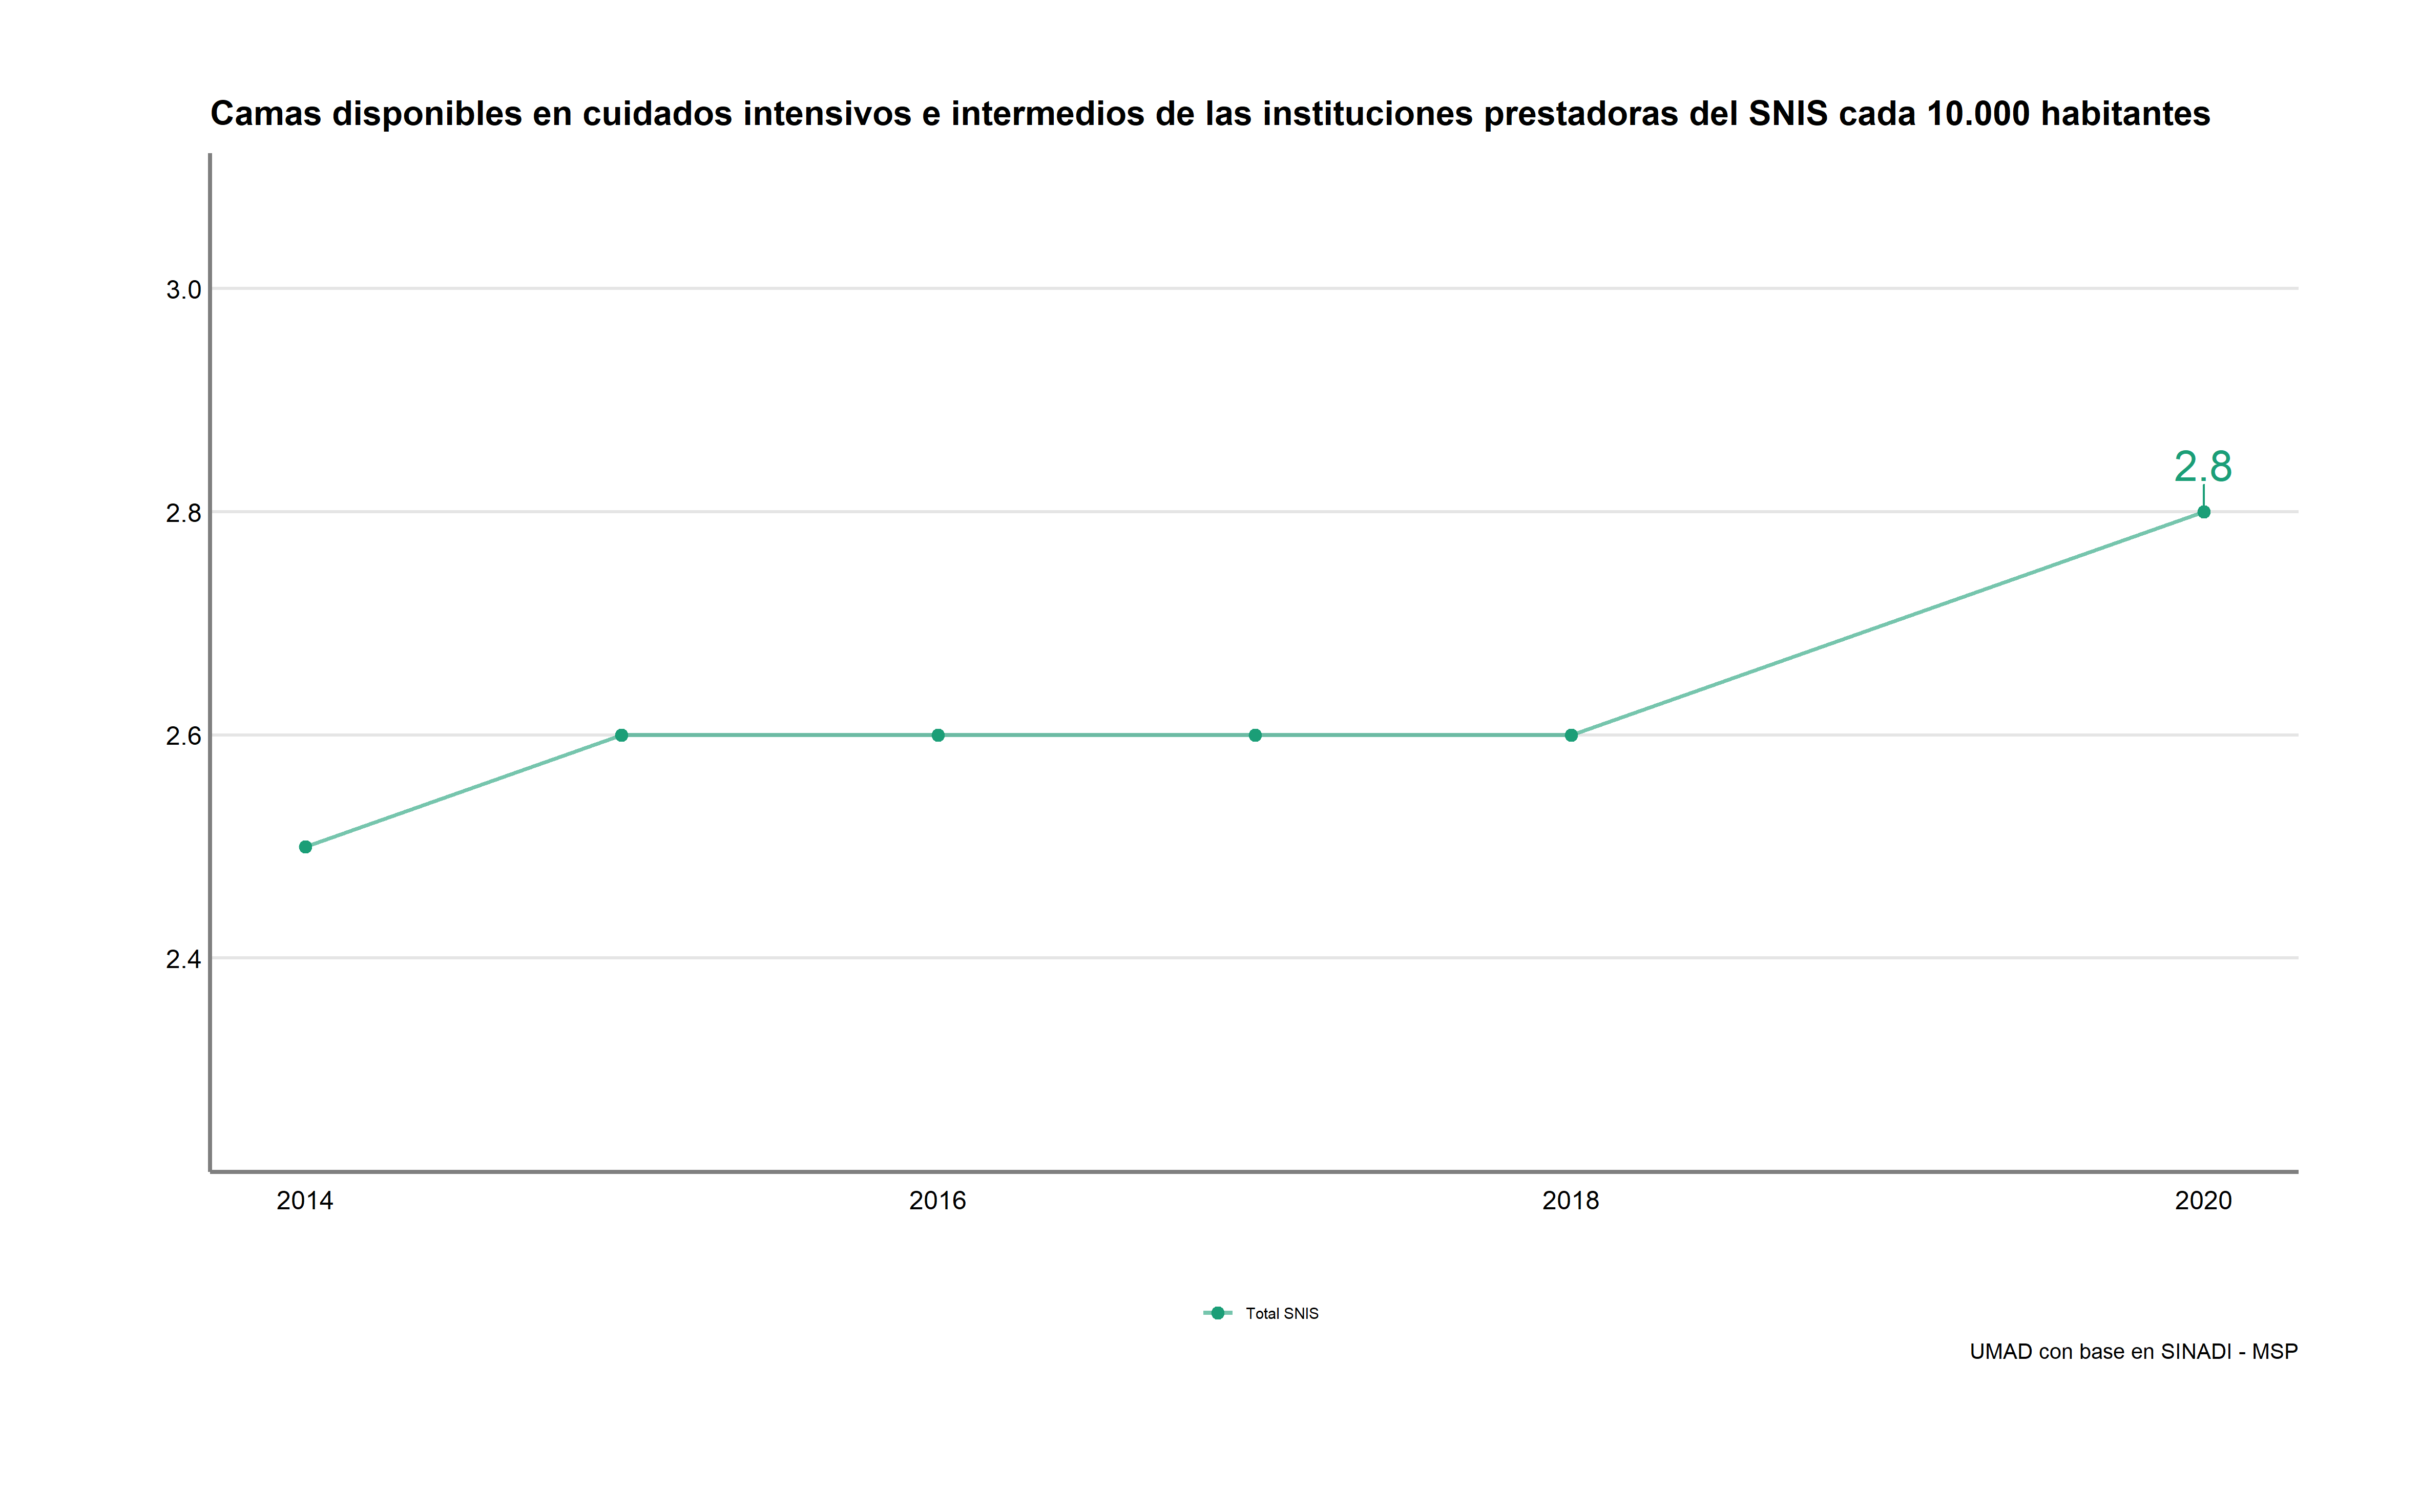 Camas disponibles en cuidados intensivos e intermedios de las instituciones prestadoras del SNIS cada 10.000 habitantes
3.0
2.8
2.8
2.6
2.4
2014 2016 2018 2020
Total SNIS
UMAD con base en SINADI - MSP